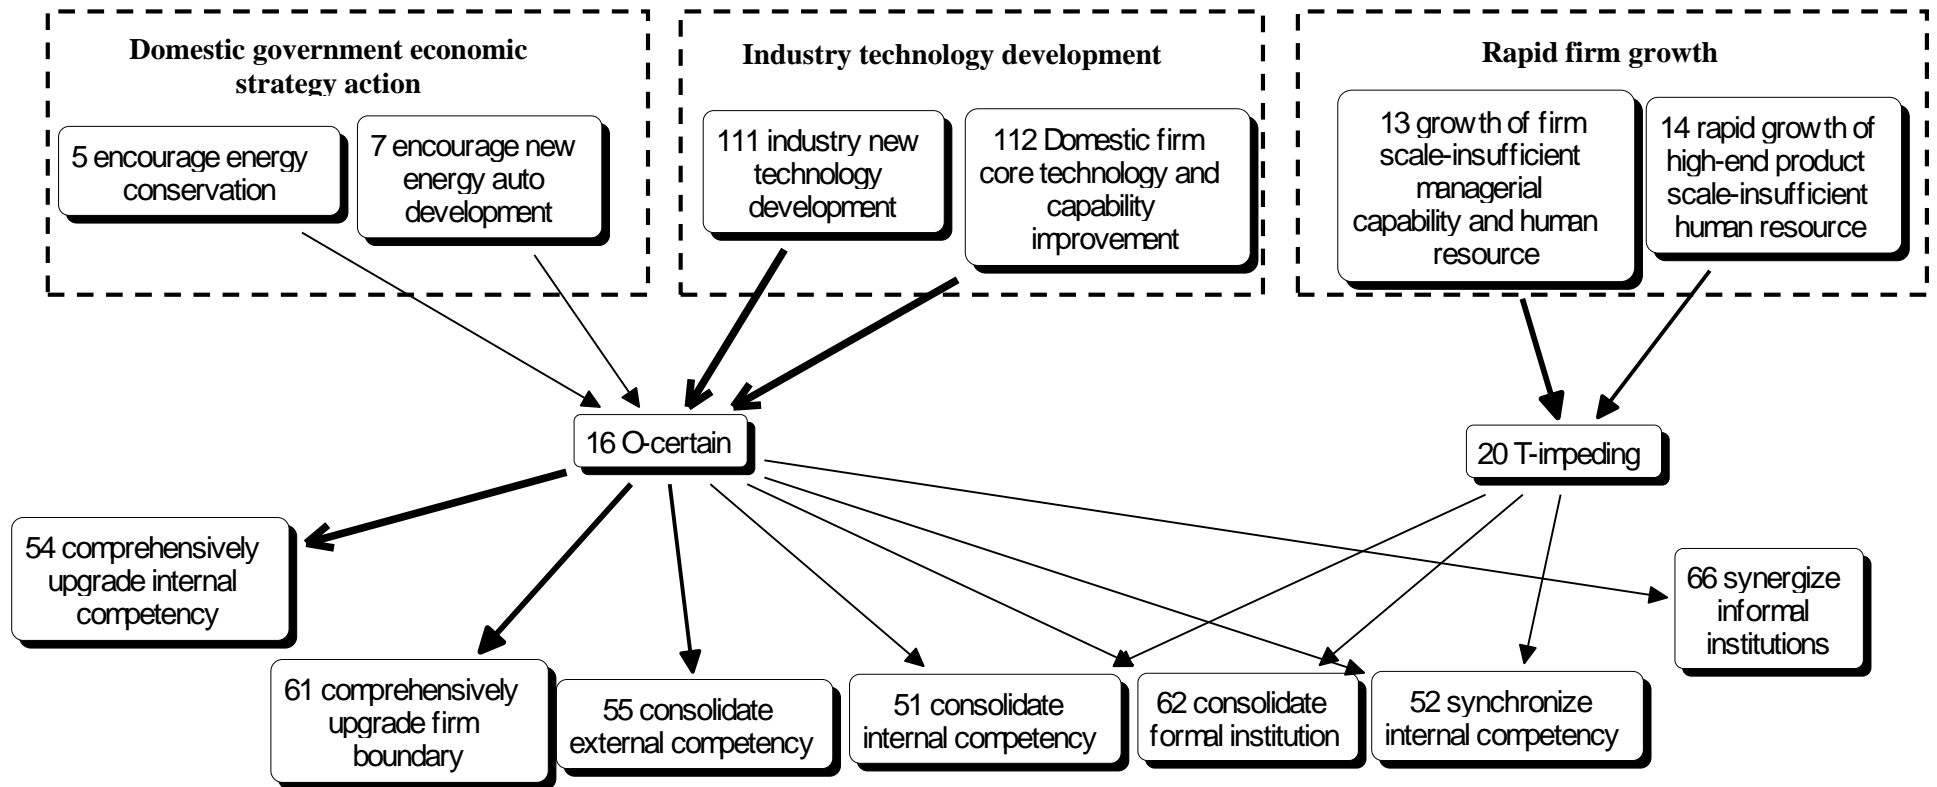 Domestic government economic
strategy action
5 encourage energy
conservation
7 encourage new
energy auto
development
Industry technology development
111 industry new
technology
development
112 Domestic firm
core technology and
capability
improvement
Rapid firm growth
13 growth of firm
scale-insufficient
managerial
capability and human
resource
14 rapid growth of
high-end product
scale-insufficient
human resource
16 O-certain
20 T-impeding
54 comprehensively
upgrade internal
competency
61 comprehensively
upgrade firm
boundary
55 consolidate
external competency
51 consolidate
internal competency
62 consolidate
formal institution
52 synchronize
internal competency
66 synergize
informal
institutions